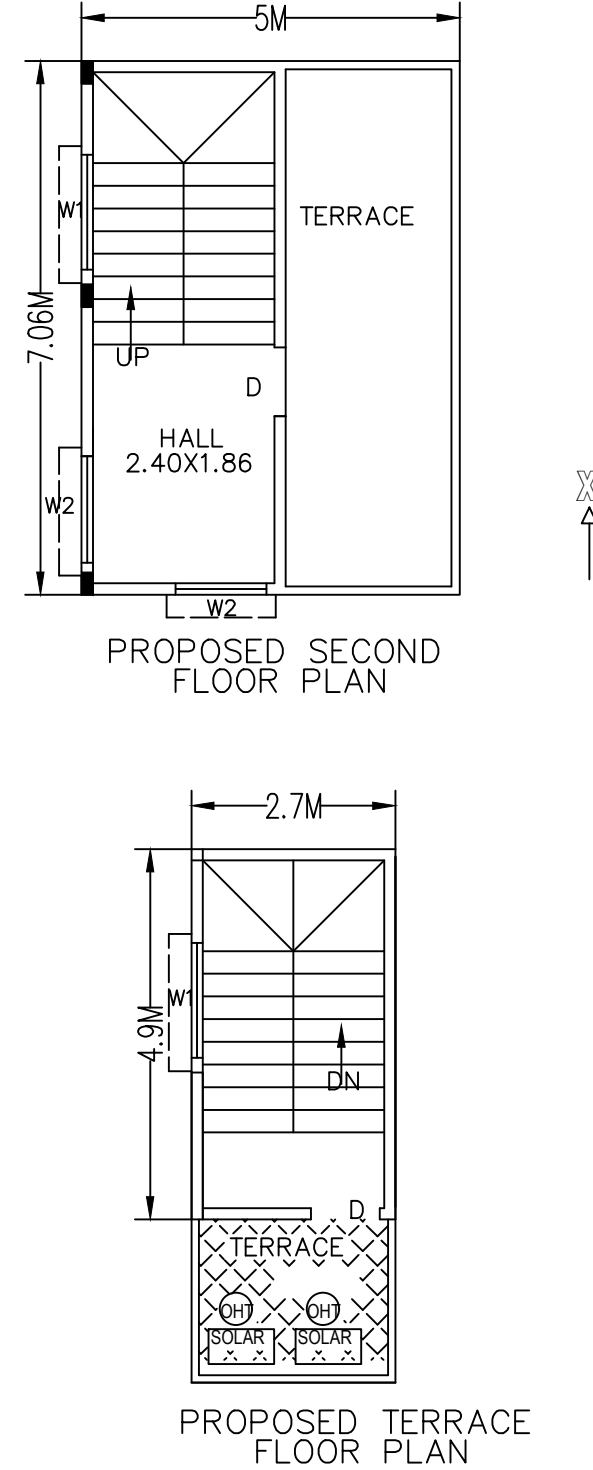 5M
W1
TERRACE
7.06M
UP
D
HALL
2.40X1.86
W2
X
W2
PROPOSED SECOND
FLOOR PLAN
2.7M
W1
4.9M
DN
D
TERRACE
OHT OHT
SOLAR SOLAR
PROPOSED TERRACE
FLOOR PLAN